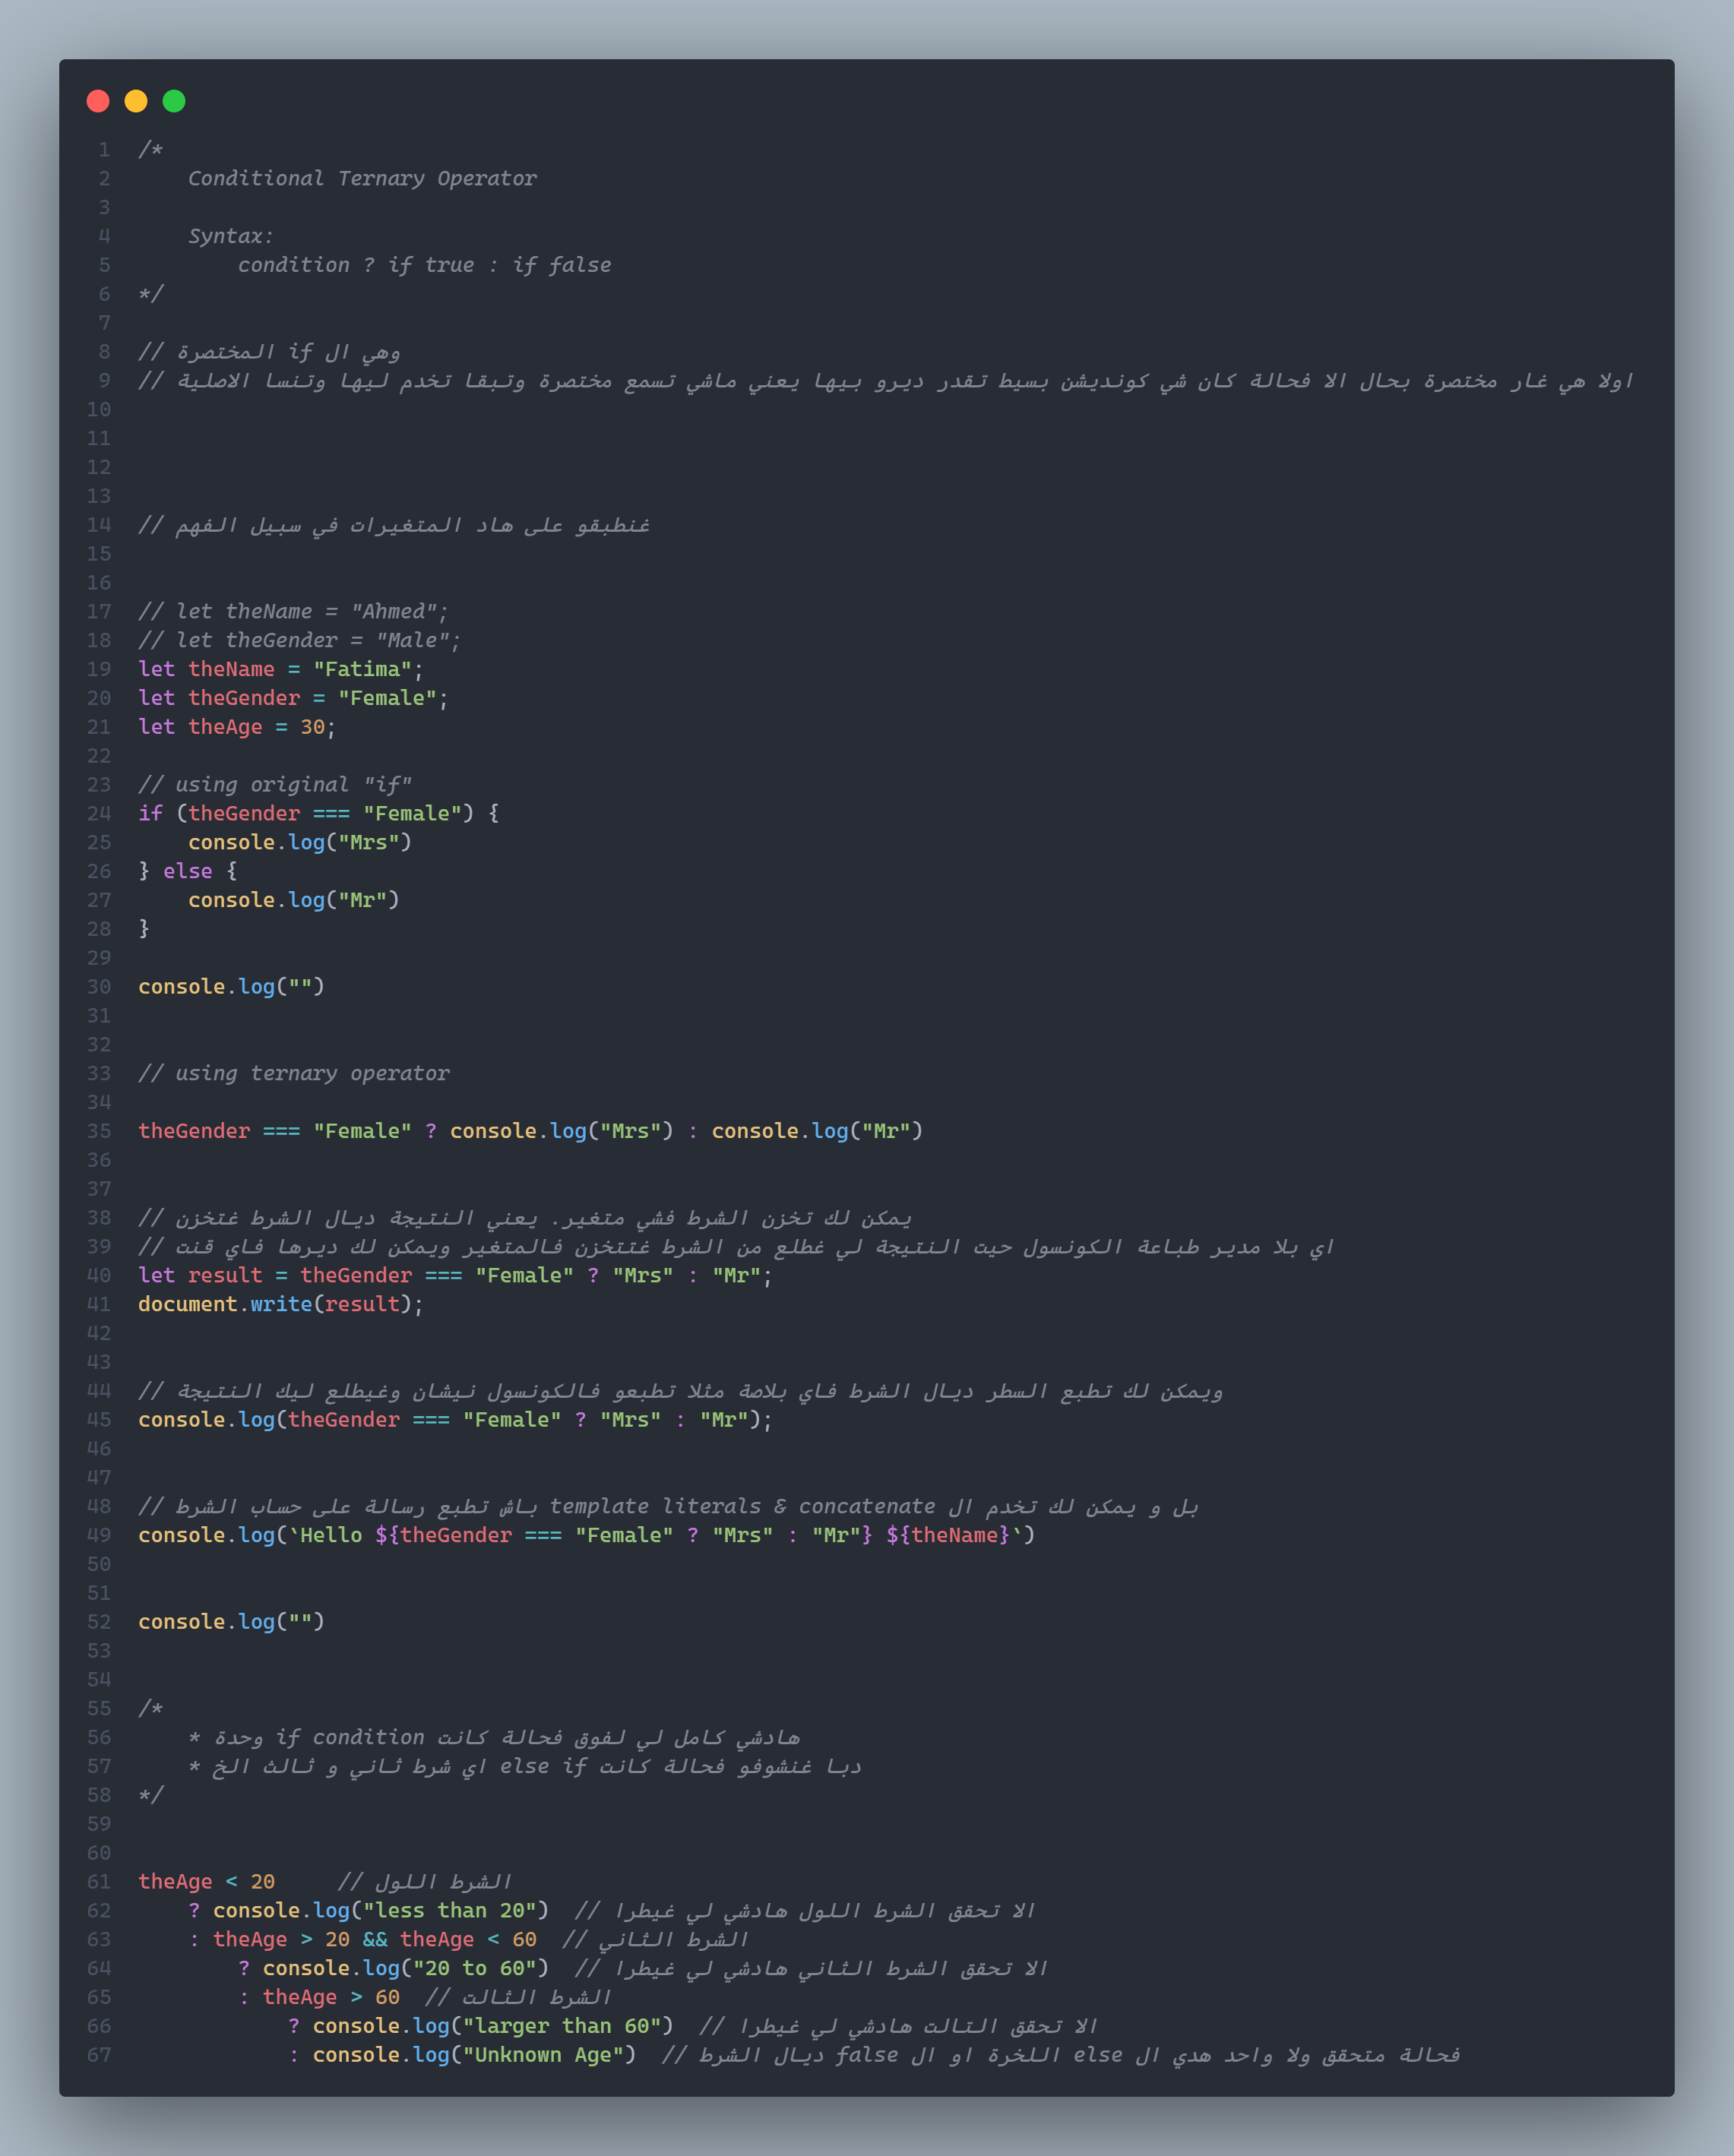 1 /*
2     Conditional Ternary Operator
3
4     Syntax:
5         condition ? if true : if false
6 */
7
8 // المختصرة if وهي ال
9 // اولا هي غار مختصرة بحال الا فحالة كان شي كونديشن بسيط تقدر ديرو بيها يعني ماشي تسمع مختصرة وتبقا تخدم ليها وتنسا الاصلية
10
11
12
13
14 // غنطبقو على هاد المتغيرات في سبيل الفهم
15
16
17 // let theName = "Ahmed";
18 // let theGender = "Male";
19 let theName = "Fatima";
20 let theGender = "Female";
21 let theAge = 30;
22
23 // using original "if"
24 if (theGender === "Female") {
25     console.log("Mrs")
26 } else {
27     console.log("Mr")
28 }
29
30 console.log("")
31
32
33 // using ternary operator
34
35 theGender === "Female" ? console.log("Mrs") : console.log("Mr")
36
37
38 // يمكن لك تخزن الشرط فشي متغير. يعني النتيجة ديال الشرط غتخزن
39 // اي بلا مدير طباعة الكونسول حيت النتيجة لي غطلع من الشرط غتتخزن فالمتغير ويمكن لك ديرها فاي قنت
40 let result = theGender === "Female" ? "Mrs" : "Mr";
41 document.write(result);
42
43
44 // ويمكن لك تطبع السطر ديال الشرط فاي بلاصة مثلا تطبعو فالكونسول نيشان وغيطلع ليك النتيجة
45 console.log(theGender === "Female" ? "Mrs" : "Mr");
46
47
48 // باش تطبع رسالة على حساب الشرط template literals & concatenate بل و يمكن لك تخدم ال
49 console.log(`Hello ${theGender === "Female" ? "Mrs" : "Mr"} ${theName}`)
50
51
52 console.log("")
53
54
55 /*
56     * وحدة if condition هادشي كامل لي لفوق فحالة كانت
57     * اي شرط ثاني و ثالث الخ else if دبا غنشوفو فحالة كانت
58 */
59
60
61 theAge < 20     // الشرط اللول
62     ? console.log("less than 20")  // الا تحقق الشرط اللول هادشي لي غيطرا
63     : theAge > 20 && theAge < 60  // الشرط الثاني
64         ? console.log("20 to 60")  // الا تحقق الشرط الثاني هادشي لي غيطرا
65         : theAge > 60  // الشرط الثالت
66             ? console.log("larger than 60")  // الا تحقق التالت هادشي لي غيطرا
67             : console.log("Unknown Age")  // ديال الشرط false اللخرة او ال else فحالة متحقق ولا واحد هدي ال